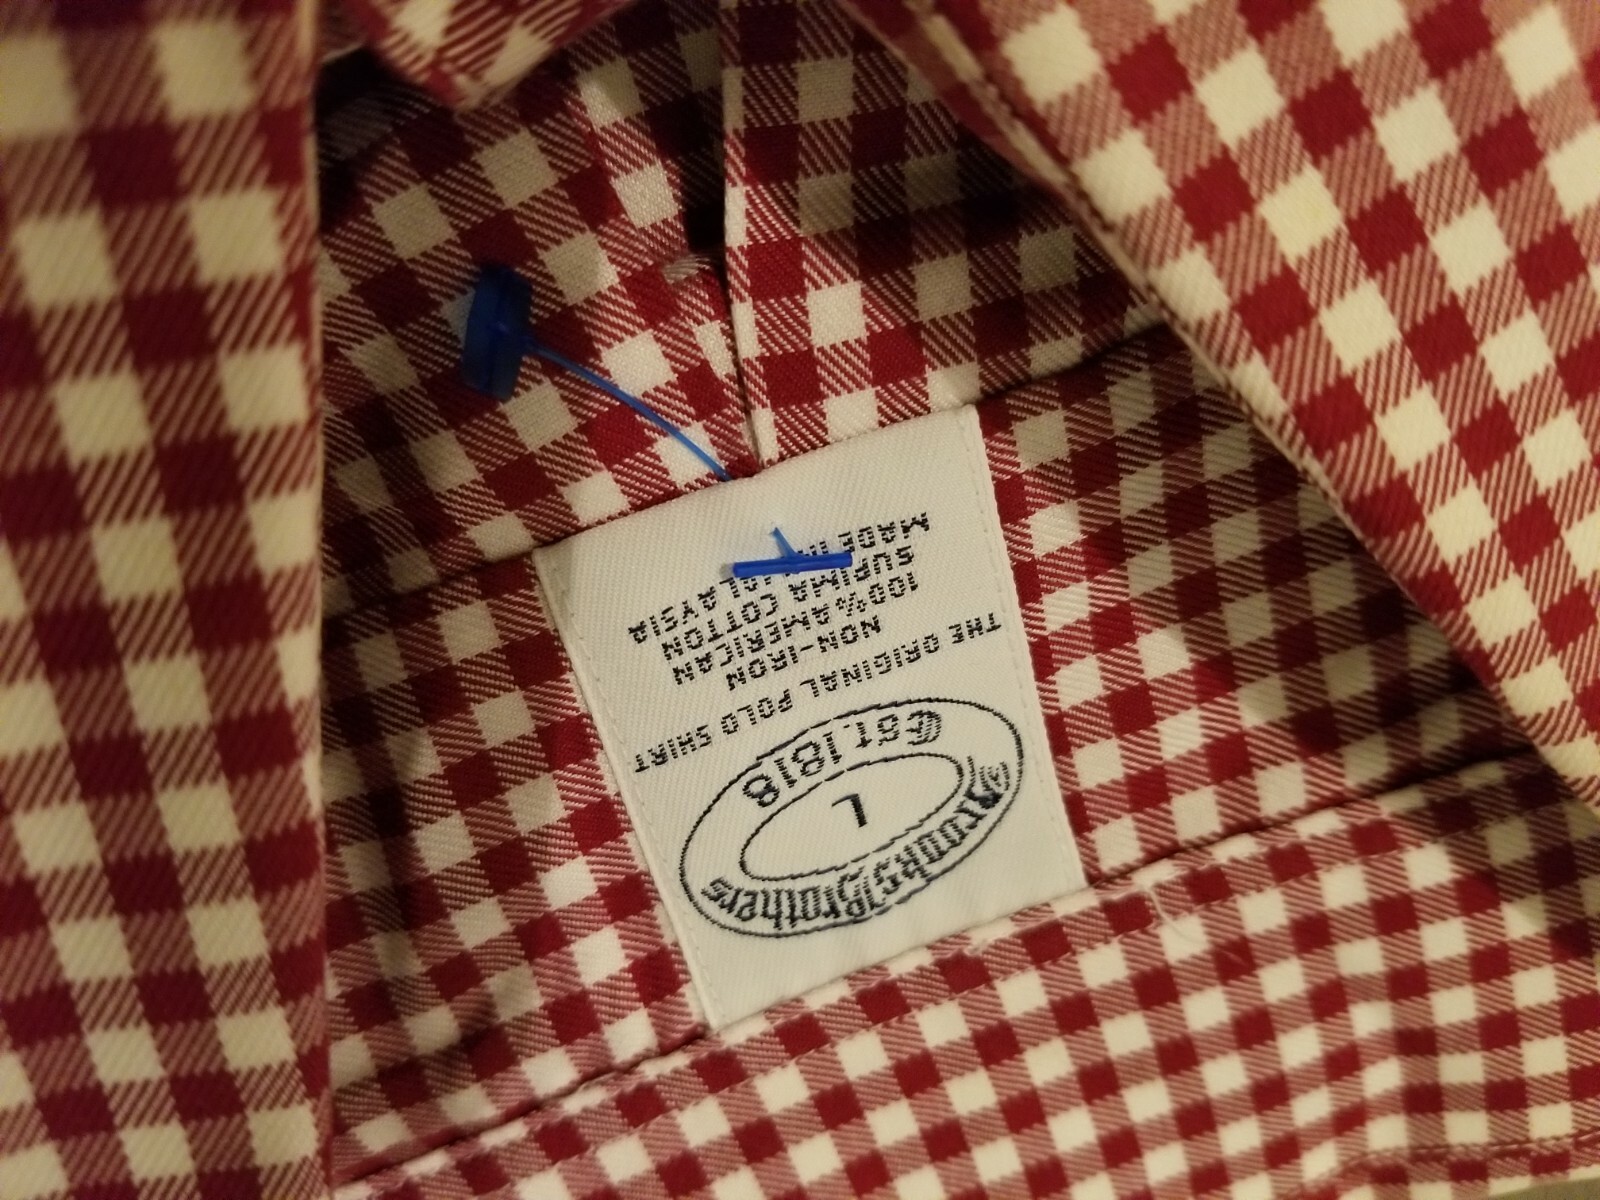 Brooks Brothers
L
Est. 1818
THE ORIGINAL POLO SHIRT
NON-IRON
100% AMERICAN
SUPIMA COTTON
MADE IN MALAYSIA